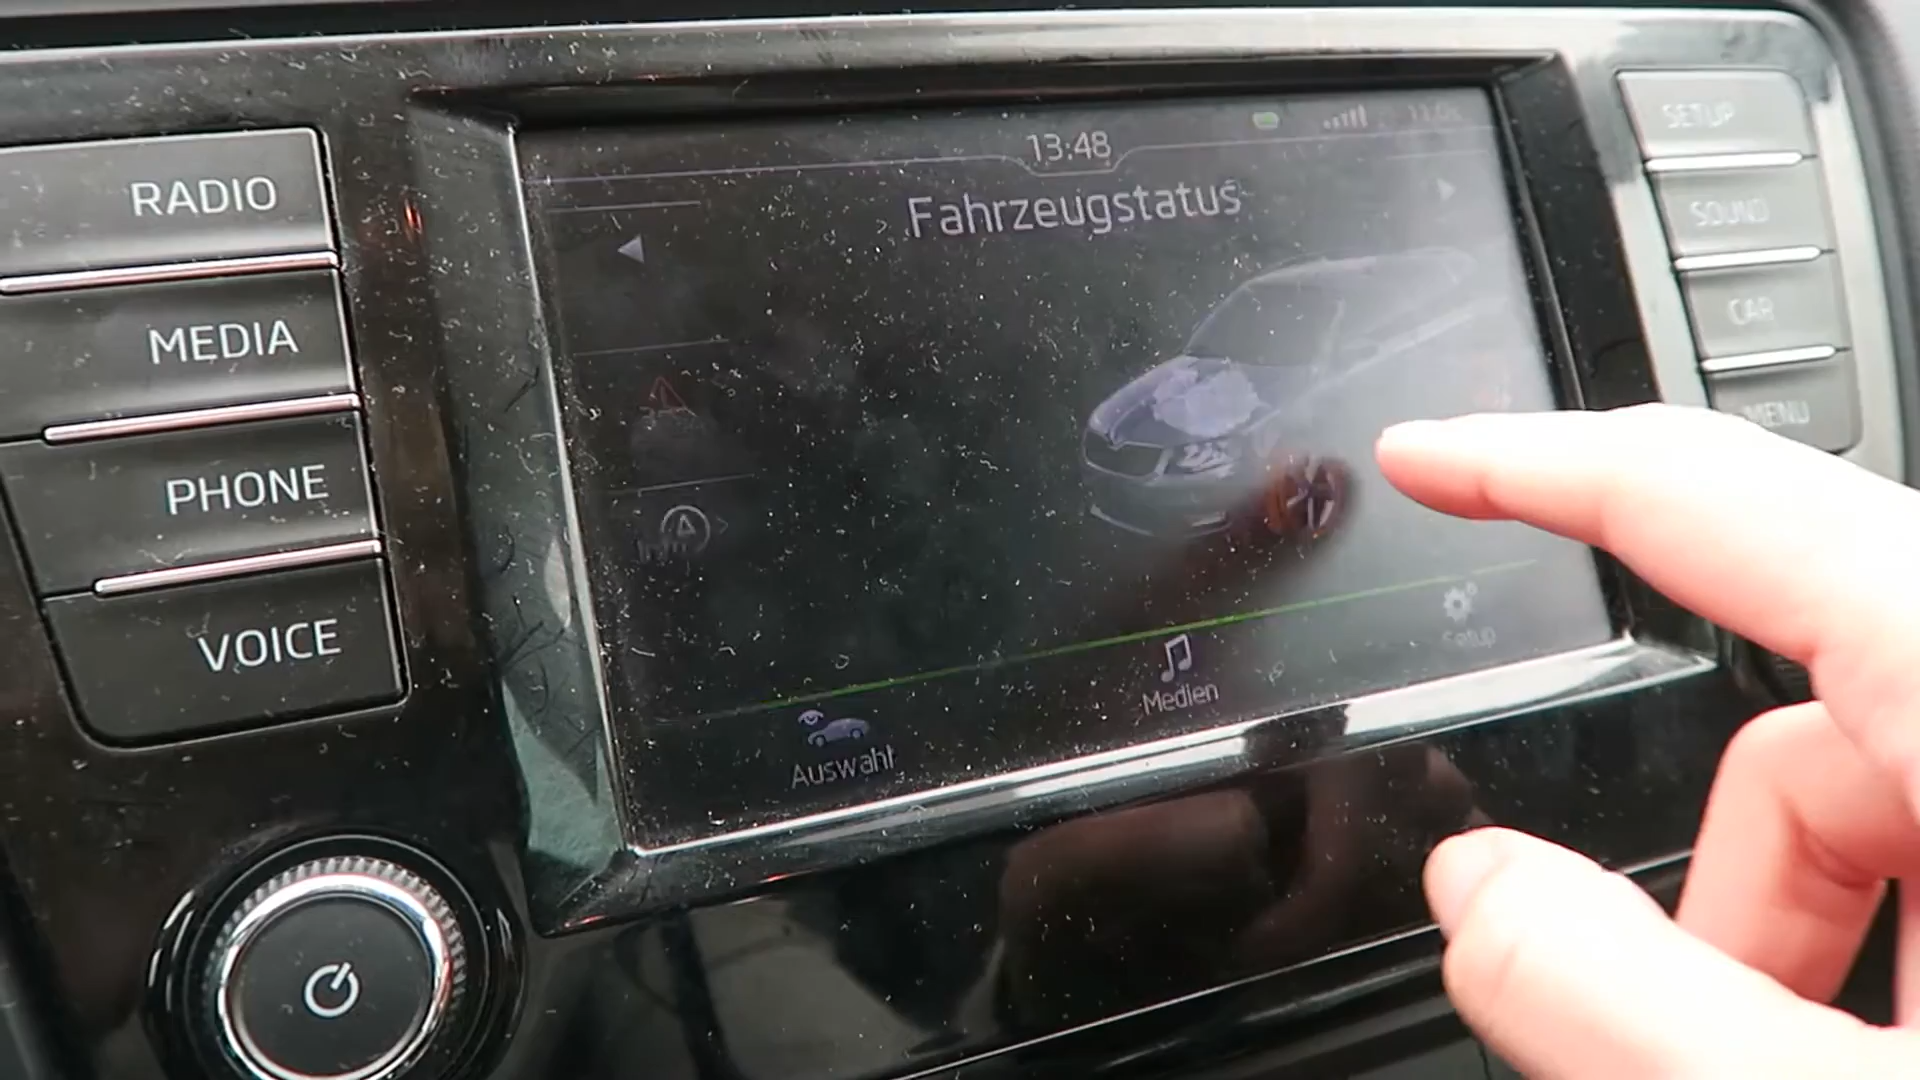 13:48
Fahrzeugstatus
RADIO
MEDIA
PHONE
VOICE
Auswahl
Medien
Setup
SETUP
SOUND
CAR
MENU